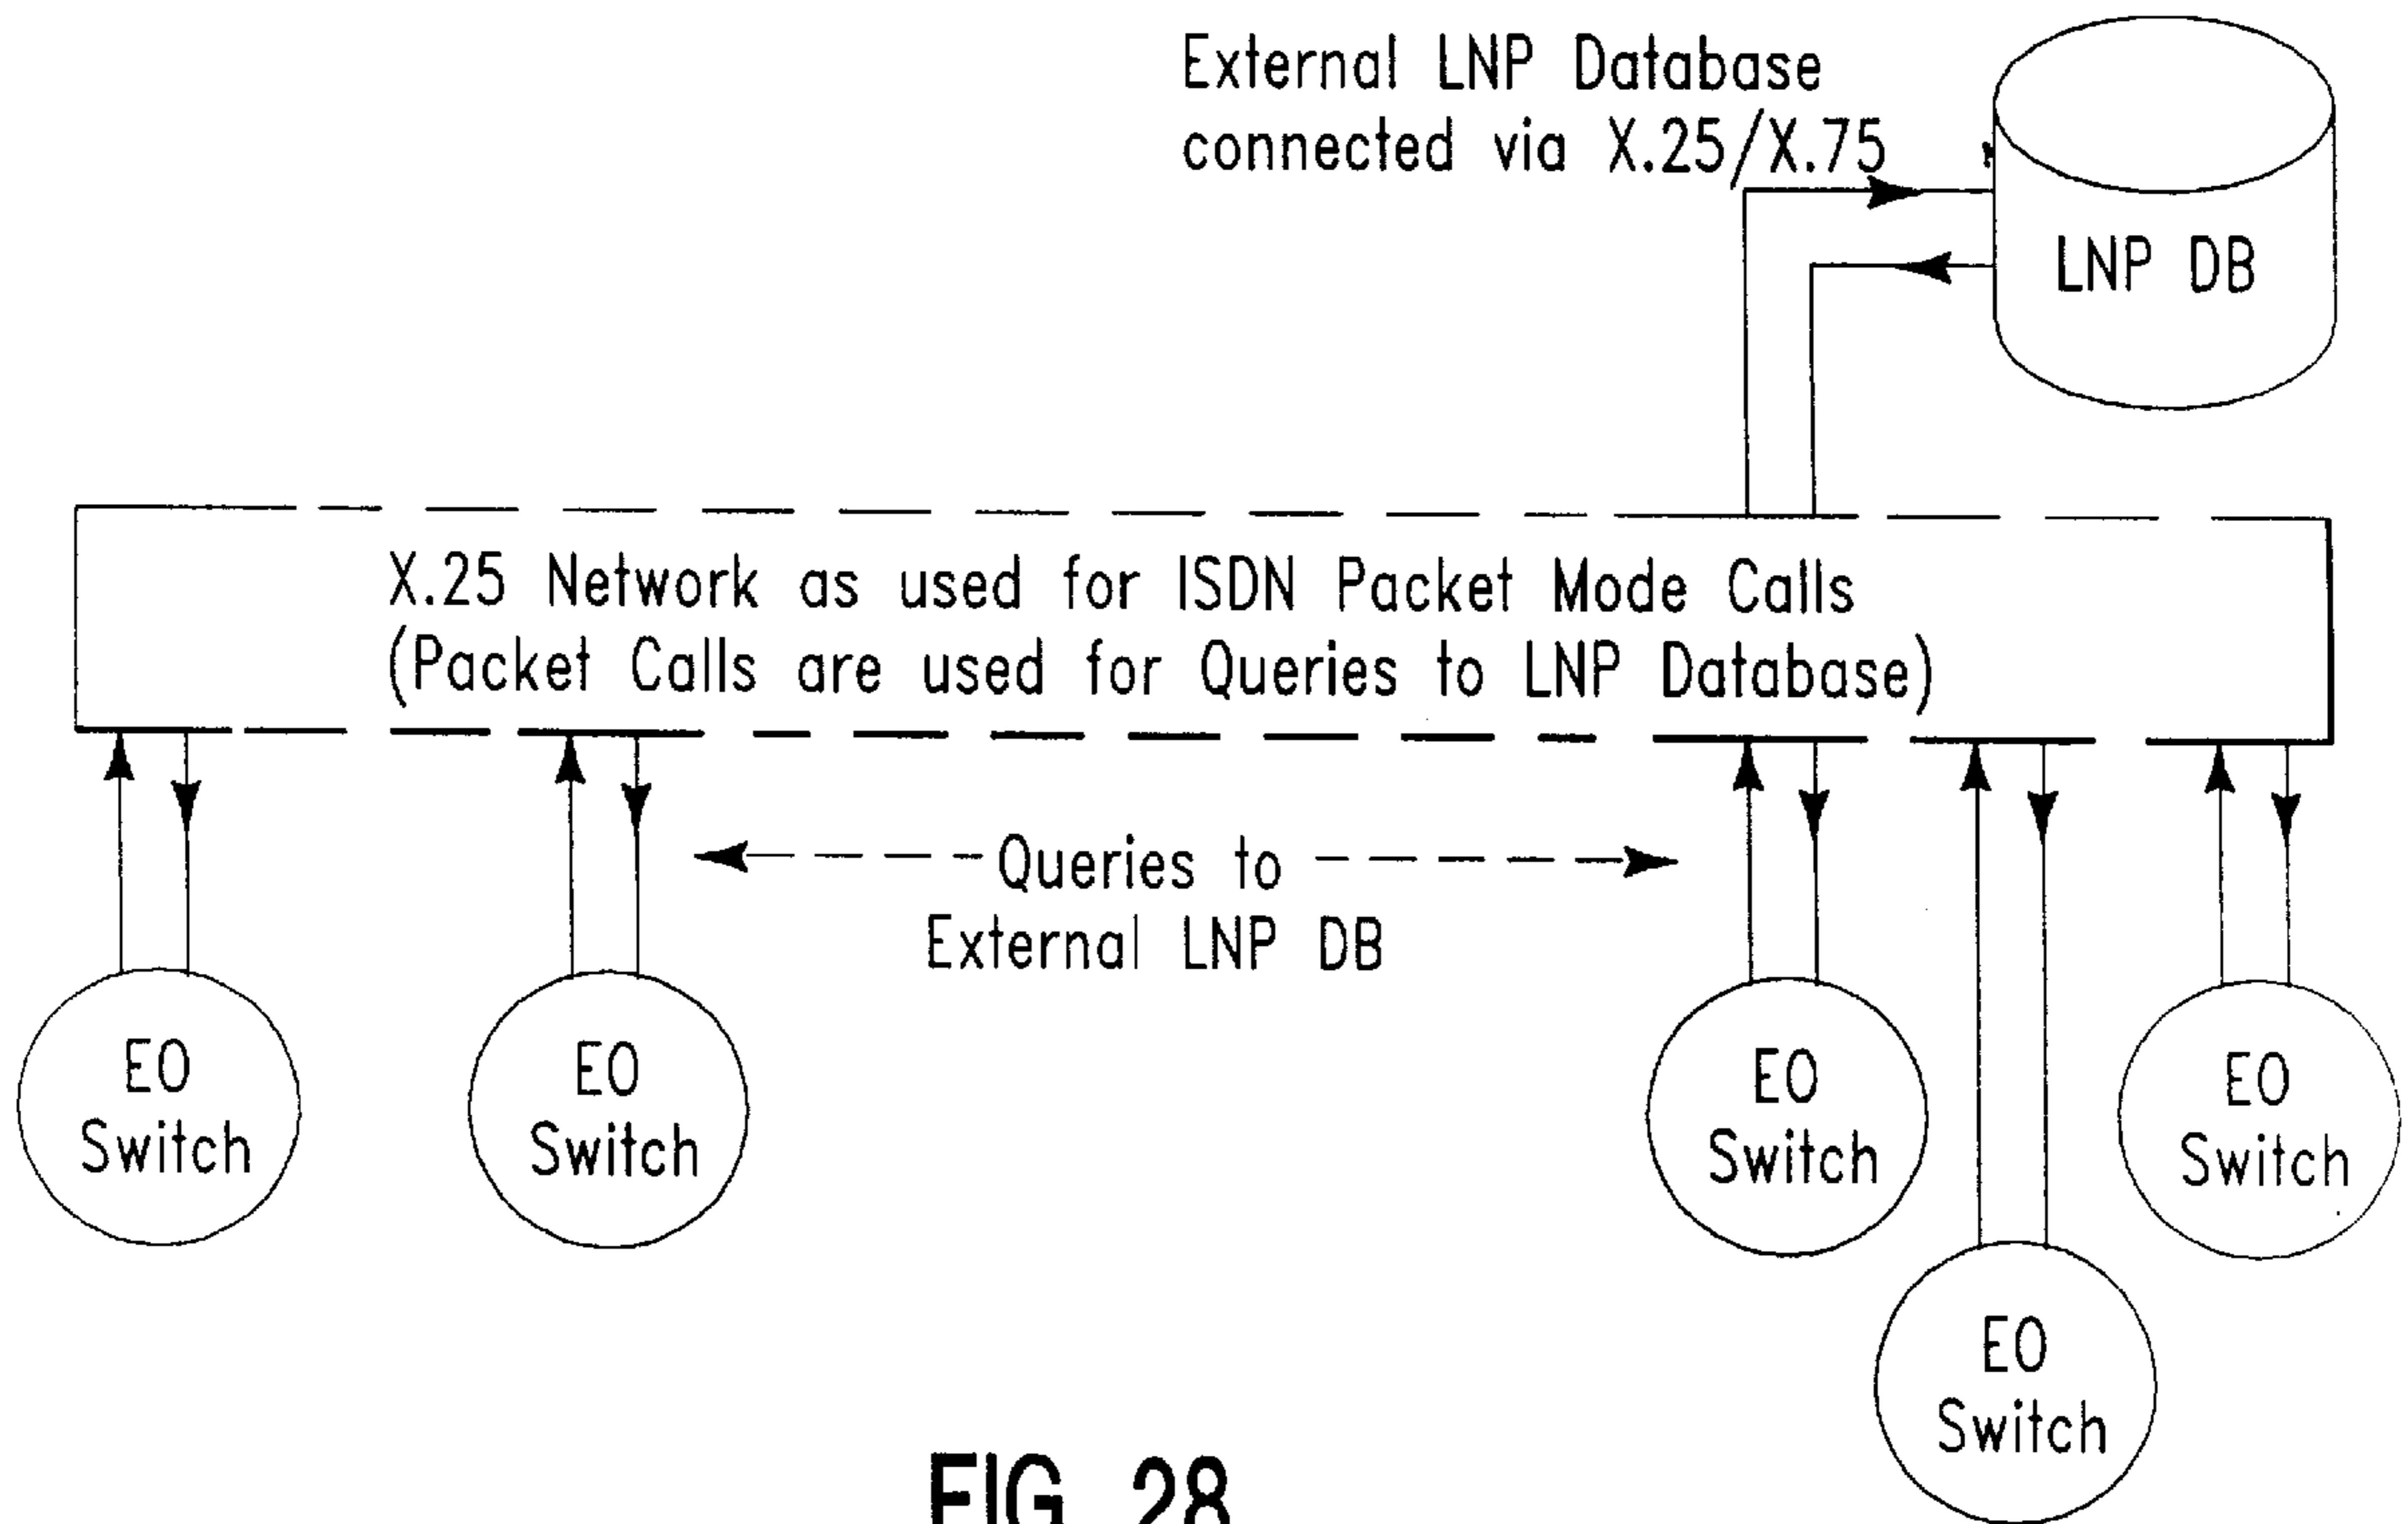 External LNP Database
connected via X.25/X.75
LNP DB
X.25 Network as used for ISDN Packet Mode Calls
(Packet Calls are used for Queries to LNP Database)
Queries to
External LNP DB
EO
Switch
EO
Switch
EO
Switch
EO
Switch
EO
Switch
FIG 28